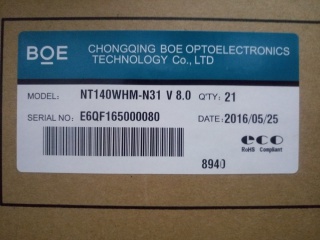 BOE CHONGQING BOE OPTOELECTRONICS
TECHNOLOGY Co., LTD
MODEL: NT140WHM-N31 V 8.0 Q'TY: 21
SERIAL NO.: E6QF165000080 DATE: 2016/05/25
eco
RoHS Compliant
8940